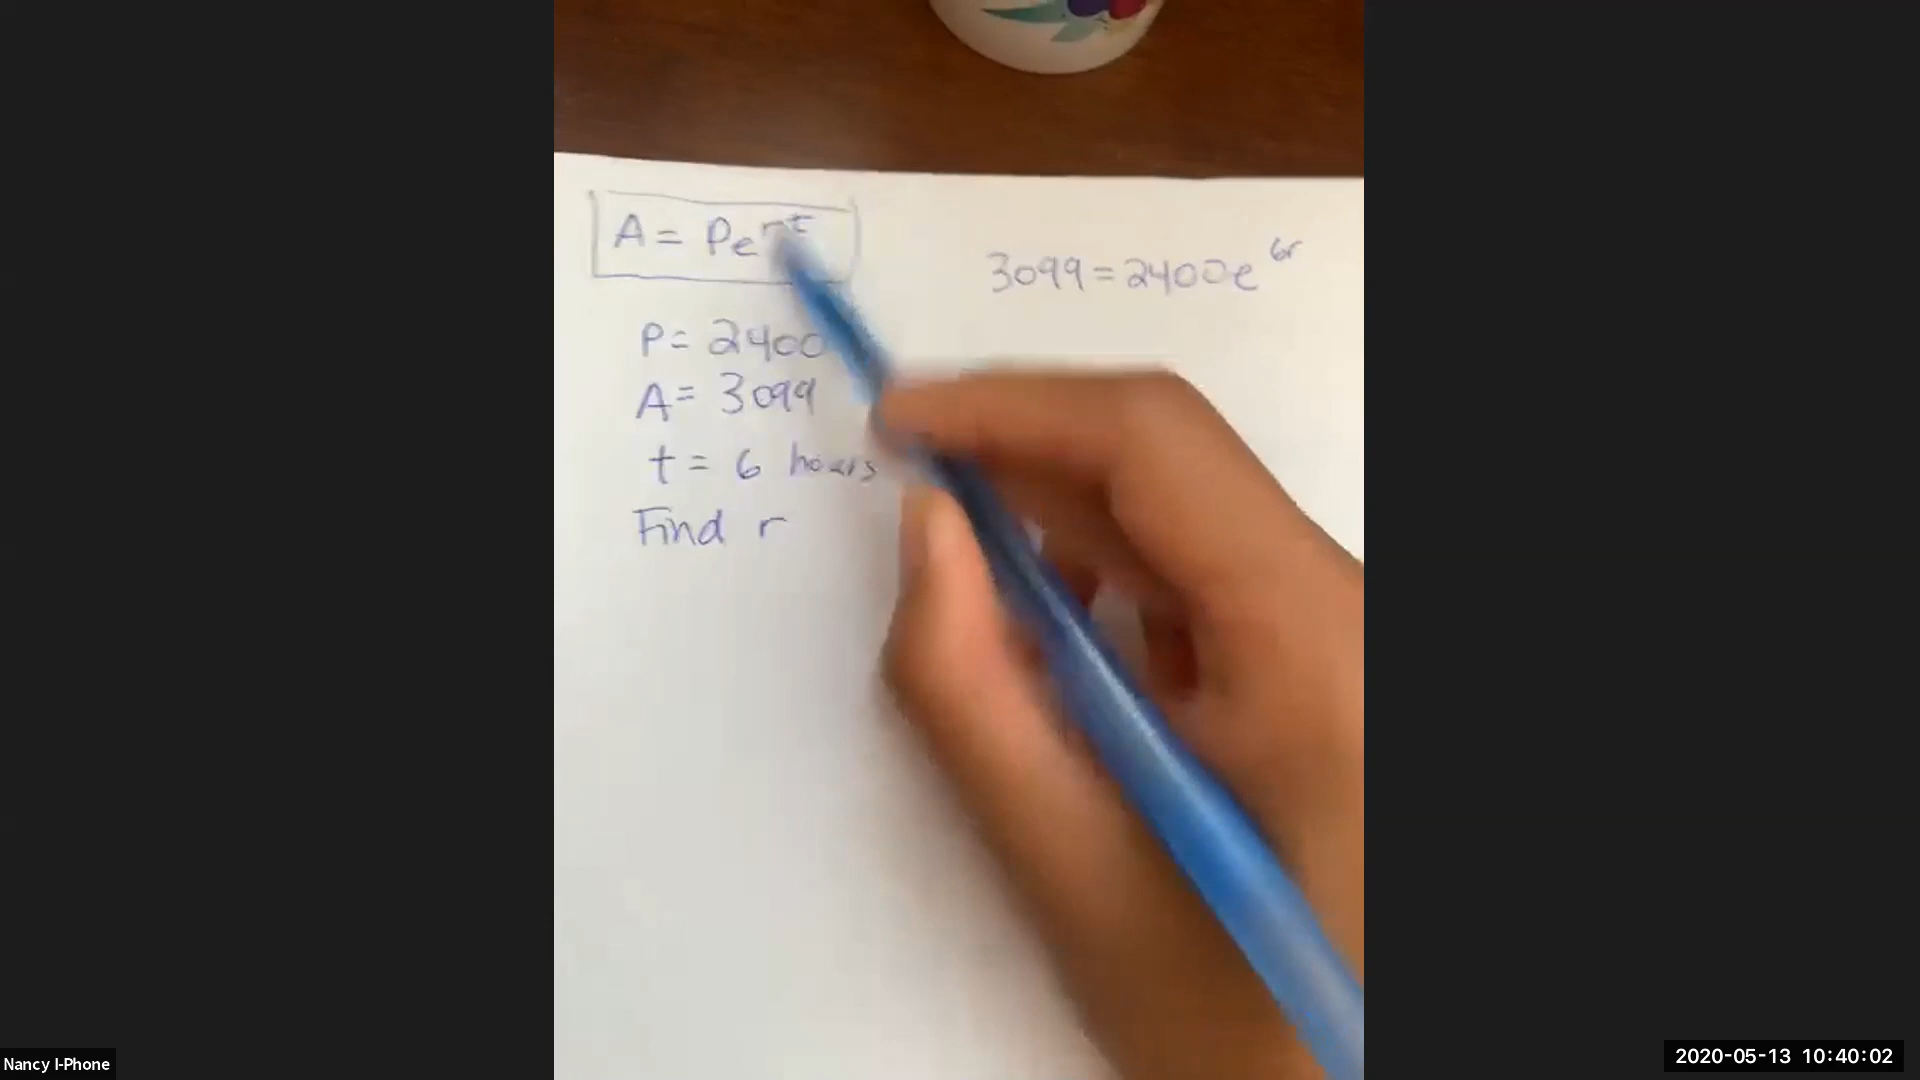 A = Pe^rt
P = 2400
A = 3099
t = 6 hours
Find r
3099 = 2400e^6r
Nancy I-Phone
2020-05-13 10:40:02